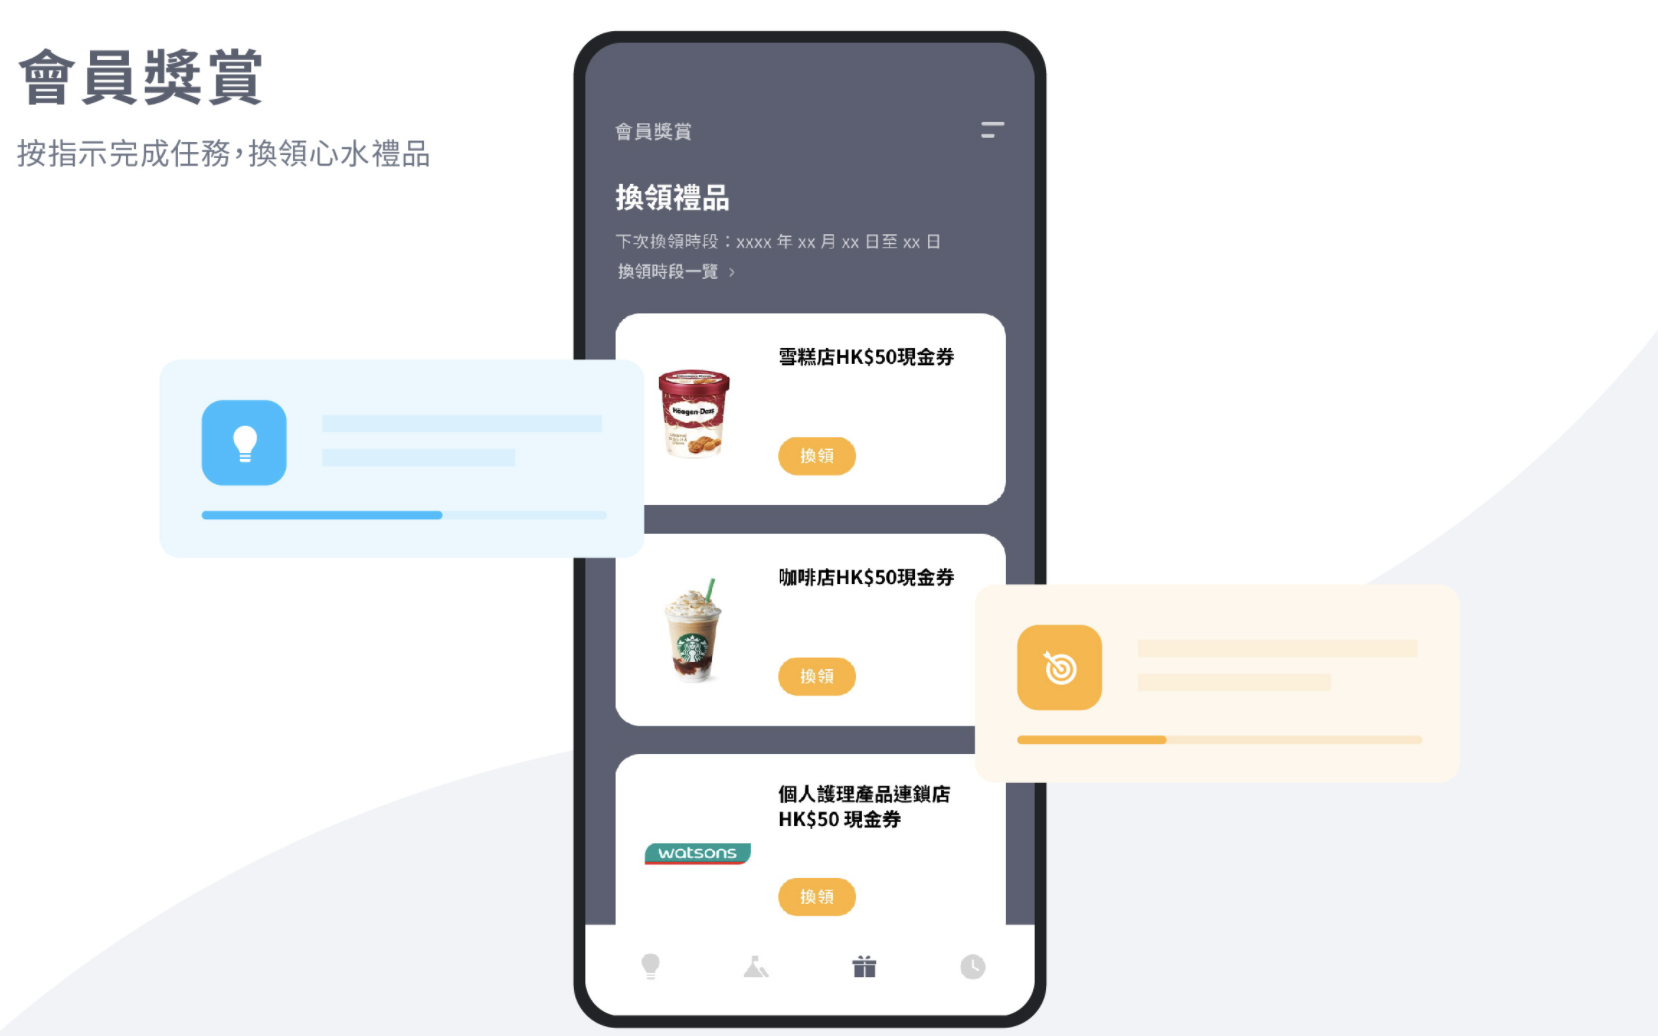 會員獎賞
按指示完成任務，換領心水禮品
會員獎賞
換領禮品
下次換領時段：xxxx 年 xx 月 xx 日至 xx 日
換領時段一覽 >
雪糕店HK$50現金券
Häagen-Dazs
換領
咖啡店HK$50現金券
換領
個人護理產品連鎖店
HK$50 現金券
watsons
換領